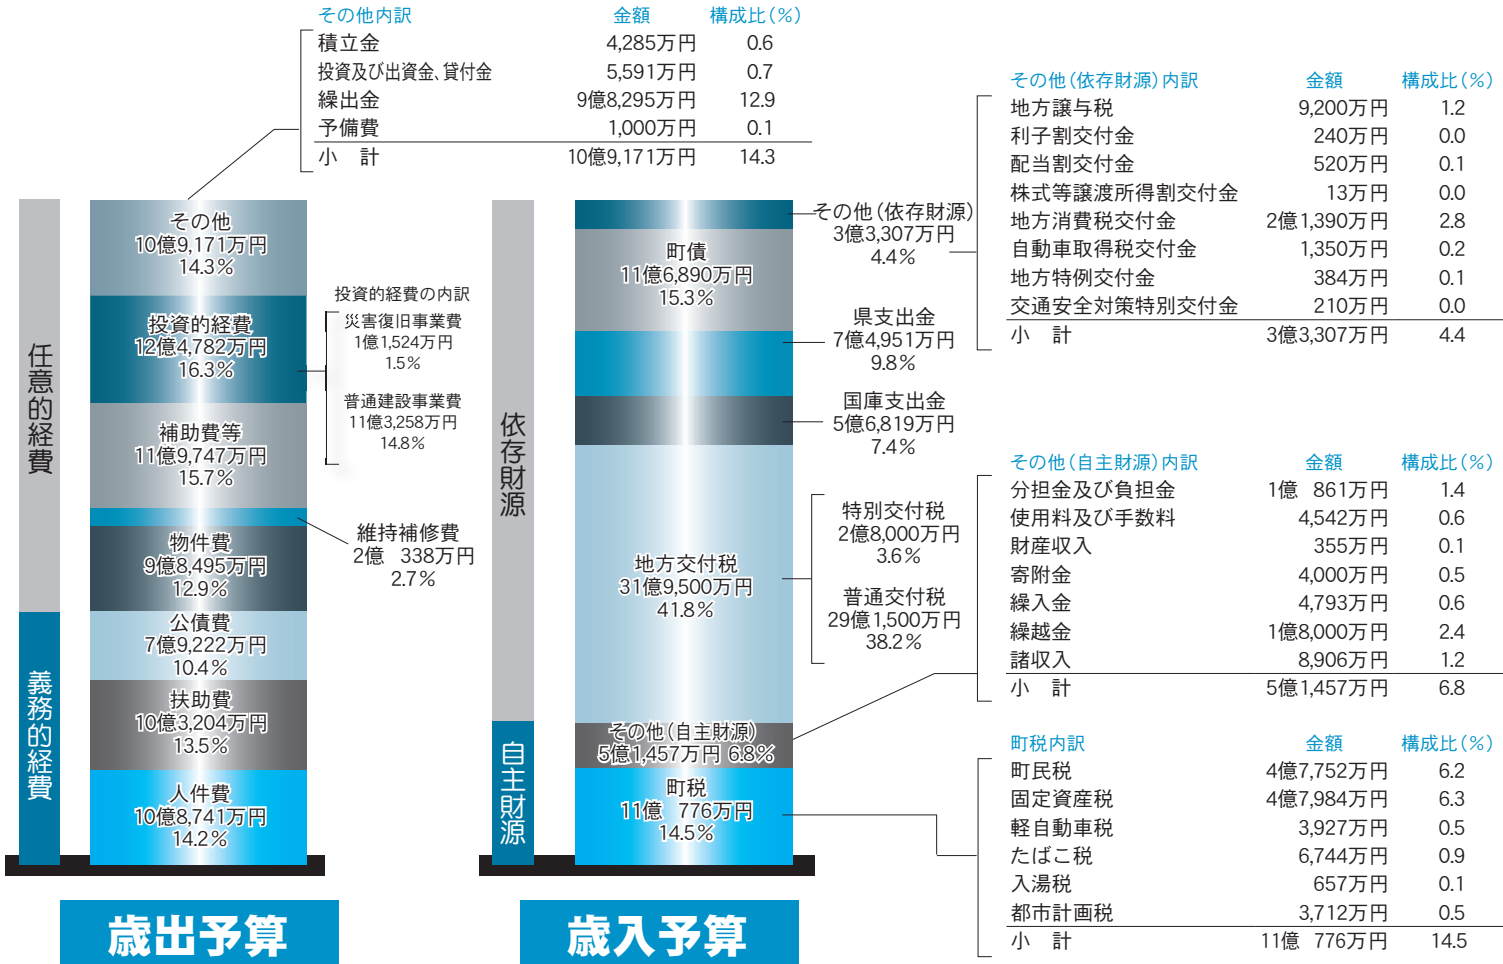 その他内訳 金額 構成比(%)
積立金 4,285万円 0.6
投資及び出資金、貸付金 5,591万円 0.7
繰出金 9億8,295万円 12.9
予備費 1,000万円 0.1
小 計 10億9,171万円 14.3
任意的経費
義務的経費
その他
10億9,171万円
14.3%
投資的経費
12億4,782万円
16.3%
補助費等
11億9,747万円
15.7%
物件費
9億8,495万円
12.9%
公債費
7億9,222万円
10.4%
扶助費
10億3,204万円
13.5%
人件費
10億8,741万円
14.2%
投資的経費の内訳
災害復旧事業費
1億1,524万円
1.5%
普通建設事業費
11億3,258万円
14.8%
維持補修費
2億 338万円
2.7%
歳出予算
依存財源
自主財源
町債
11億6,890万円
15.3%
地方交付税
31億9,500万円
41.8%
その他(自主財源)
5億1,457万円 6.8%
町税
11億 776万円
14.5%
その他(依存財源)
3億3,307万円
4.4%
県支出金
7億4,951万円
9.8%
国庫支出金
5億6,819万円
7.4%
特別交付税
2億8,000万円
3.6%
普通交付税
29億1,500万円
38.2%
歳入予算
その他(依存財源)内訳 金額 構成比(%)
地方譲与税 9,200万円 1.2
利子割交付金 240万円 0.0
配当割交付金 520万円 0.1
株式等譲渡所得割交付金 13万円 0.0
地方消費税交付金 2億1,390万円 2.8
自動車取得税交付金 1,350万円 0.2
地方特例交付金 384万円 0.1
交通安全対策特別交付金 210万円 0.0
小 計 3億3,307万円 4.4
その他(自主財源)内訳 金額 構成比(%)
分担金及び負担金 1億 861万円 1.4
使用料及び手数料 4,542万円 0.6
財産収入 355万円 0.1
寄附金 4,000万円 0.5
繰入金 4,793万円 0.6
繰越金 1億8,000万円 2.4
諸収入 8,906万円 1.2
小 計 5億1,457万円 6.8
町税内訳 金額 構成比(%)
町民税 4億7,752万円 6.2
固定資産税 4億7,984万円 6.3
軽自動車税 3,927万円 0.5
たばこ税 6,744万円 0.9
入湯税 657万円 0.1
都市計画税 3,712万円 0.5
小 計 11億 776万円 14.5